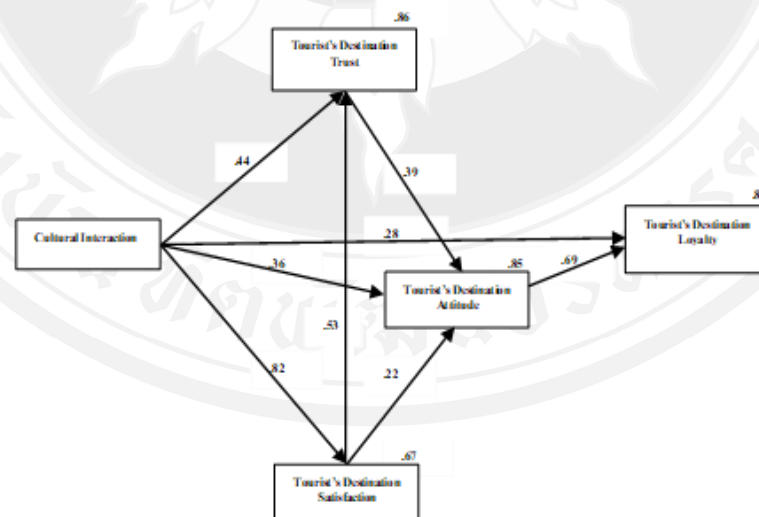 .86
Tourist's Destination
Trust
.44
.39
Cultural Interaction
.28
Tourist's Destination
Loyalty
.36
.85
.69
Tourist's Destination
Attitude
.53
.82
.22
.67
Tourist's Destination
Satisfaction